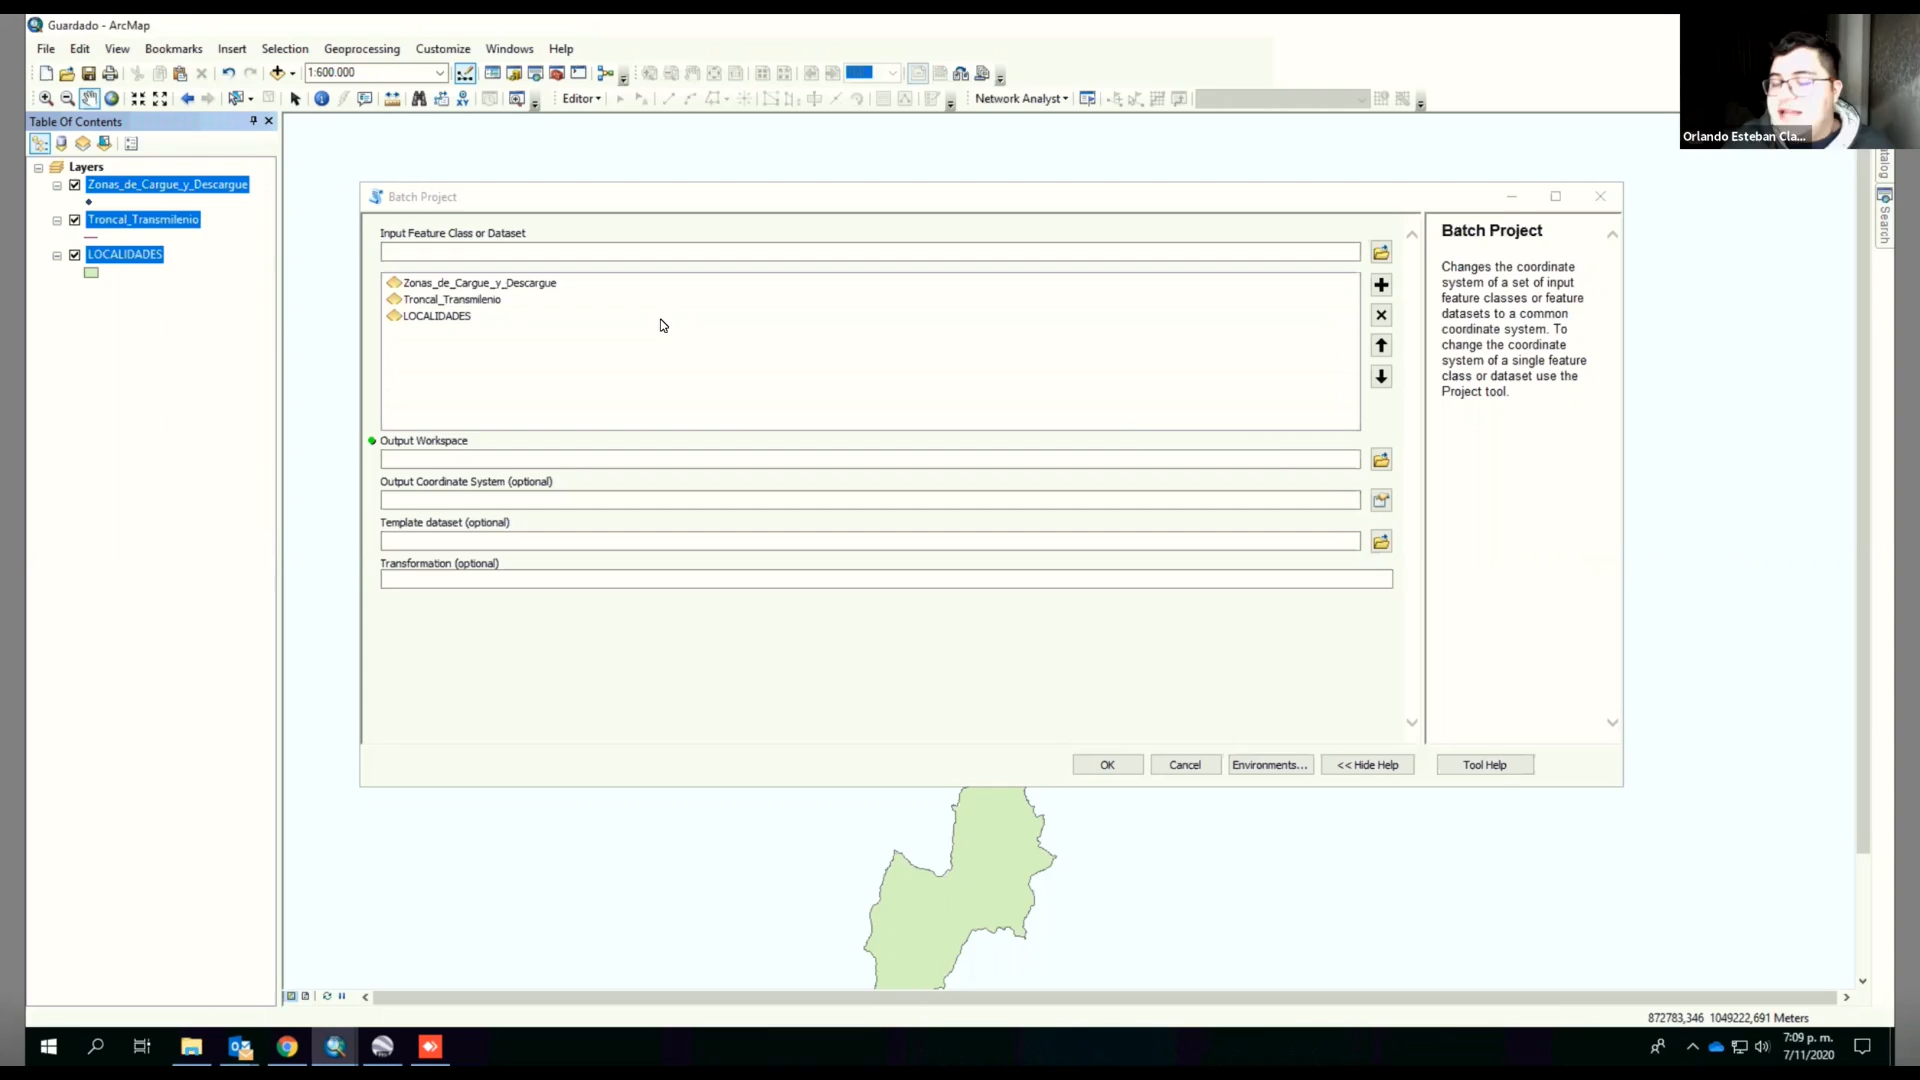 Guardado - ArcMap
File Edit View Bookmarks Insert Selection Geoprocessing Customize Windows Help
1:600.000
Editor
Network Analyst
Table Of Contents
Layers
Zonas_de_Cargue_y_Descargue
Troncal_Transmilenio
LOCALIDADES
Batch Project
Input Feature Class or Dataset
Zonas_de_Cargue_y_Descargue
Troncal_Transmilenio
LOCALIDADES
Output Workspace
Output Coordinate System (optional)
Template dataset (optional)
Transformation (optional)
OK
Cancel
Environments...
<< Hide Help
Tool Help
Batch Project
Changes the coordinate
system of a set of input
feature classes or feature
datasets to a common
coordinate system. To
change the coordinate
system of a single feature
class or dataset use the
Project tool.
Orlando Esteban Cla...
Search
872783,346 1049222,691 Meters
7:09 p. m.
7/11/2020